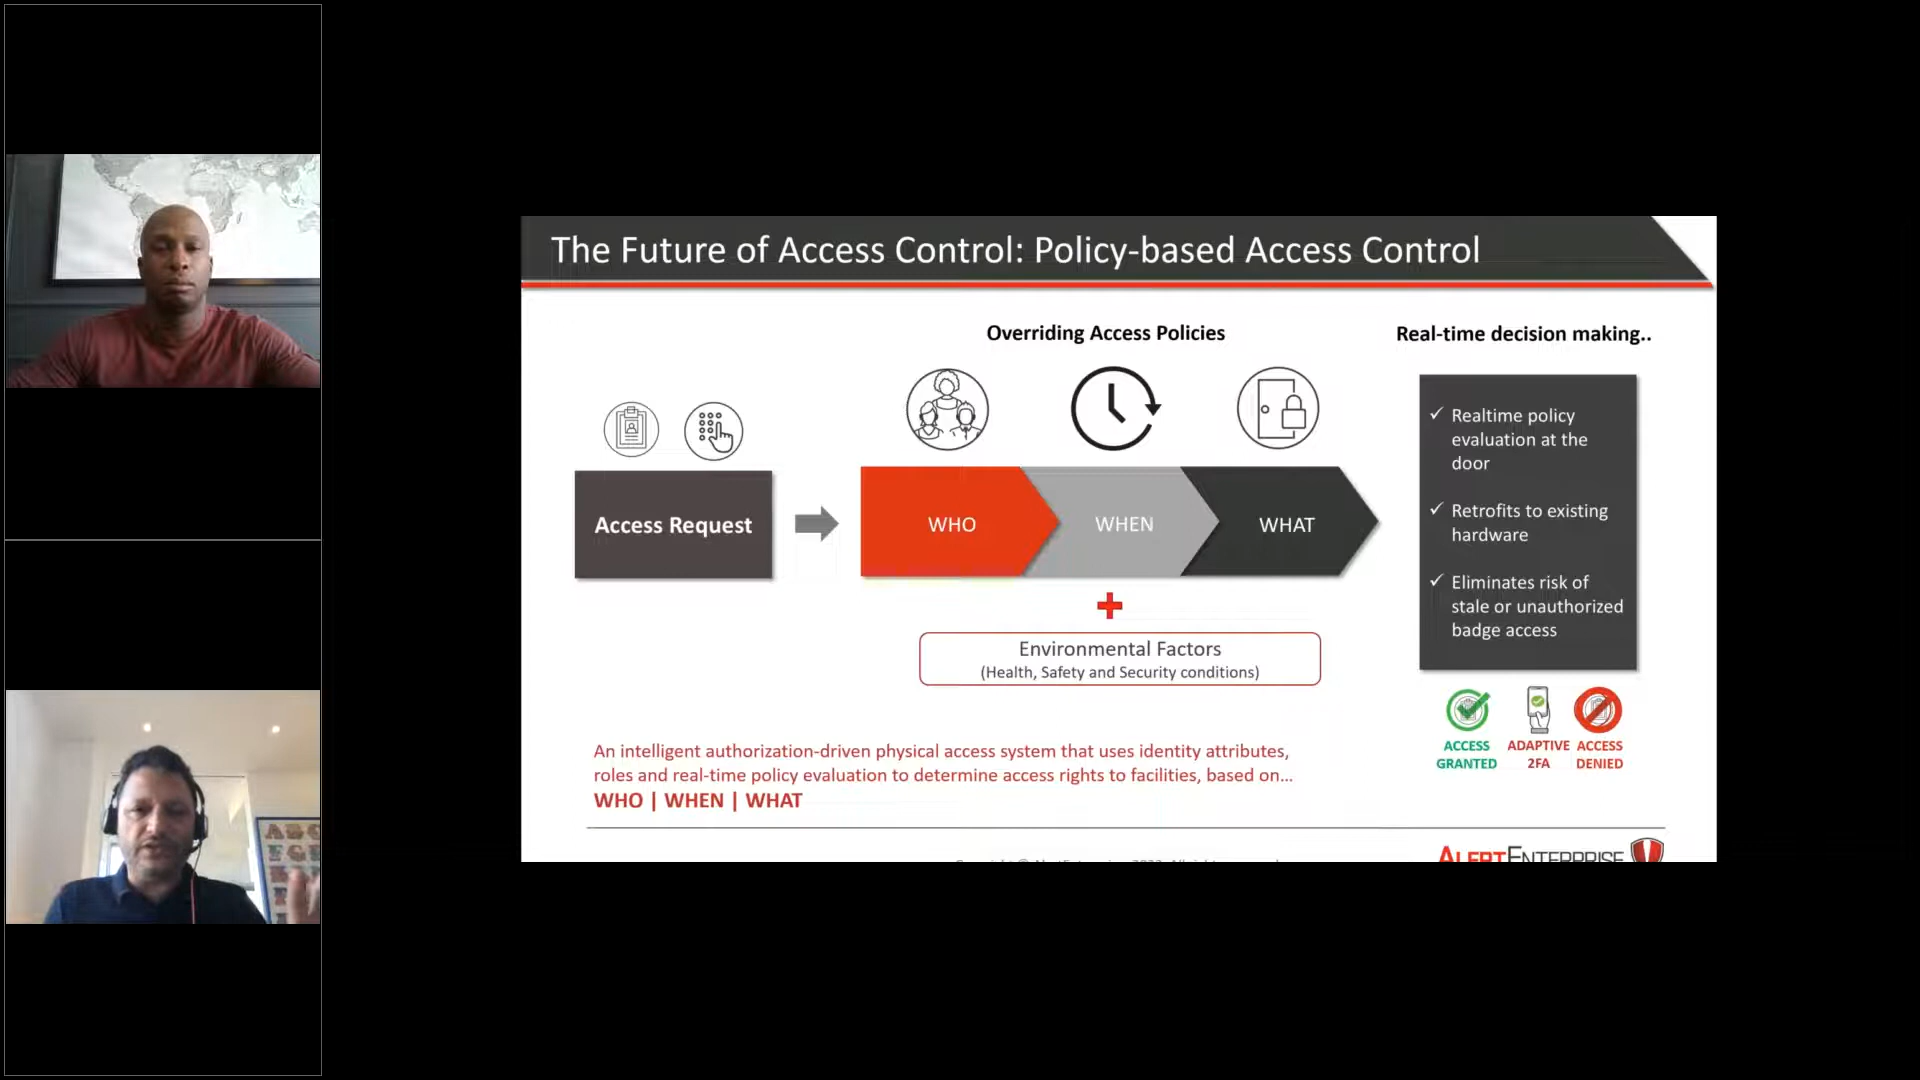 The Future of Access Control: Policy-based Access Control
Overriding Access Policies
Real-time decision making..
Access Request
WHO
WHEN
WHAT
Environmental Factors
(Health, Safety and Security conditions)
✓ Realtime policy
evaluation at the
door
✓ Retrofits to existing
hardware
✓ Eliminates risk of
stale or unauthorized
badge access
ACCESS
GRANTED
ADAPTIVE
2FA
ACCESS
DENIED
An intelligent authorization-driven physical access system that uses identity attributes,
roles and real-time policy evaluation to determine access rights to facilities, based on...
WHO | WHEN | WHAT
ALERTENTERPRISE